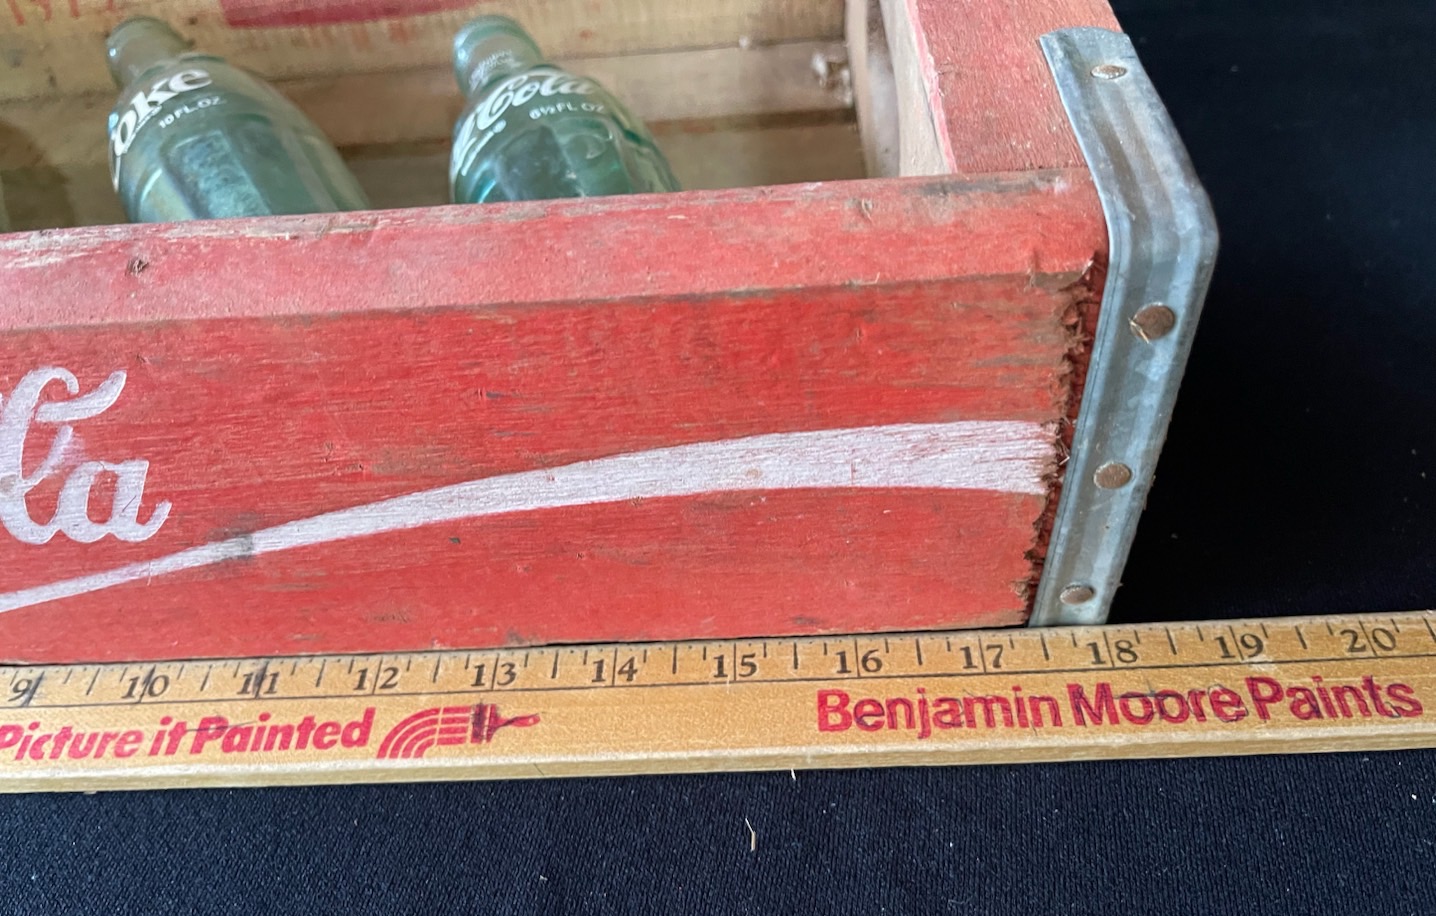 Coke
10 FL. OZ.
Cola
6½ FL. OZ.
Cola
9 10 11 12 13 14 15 16 17 18 19 20
Picture it Painted
Benjamin Moore Paints